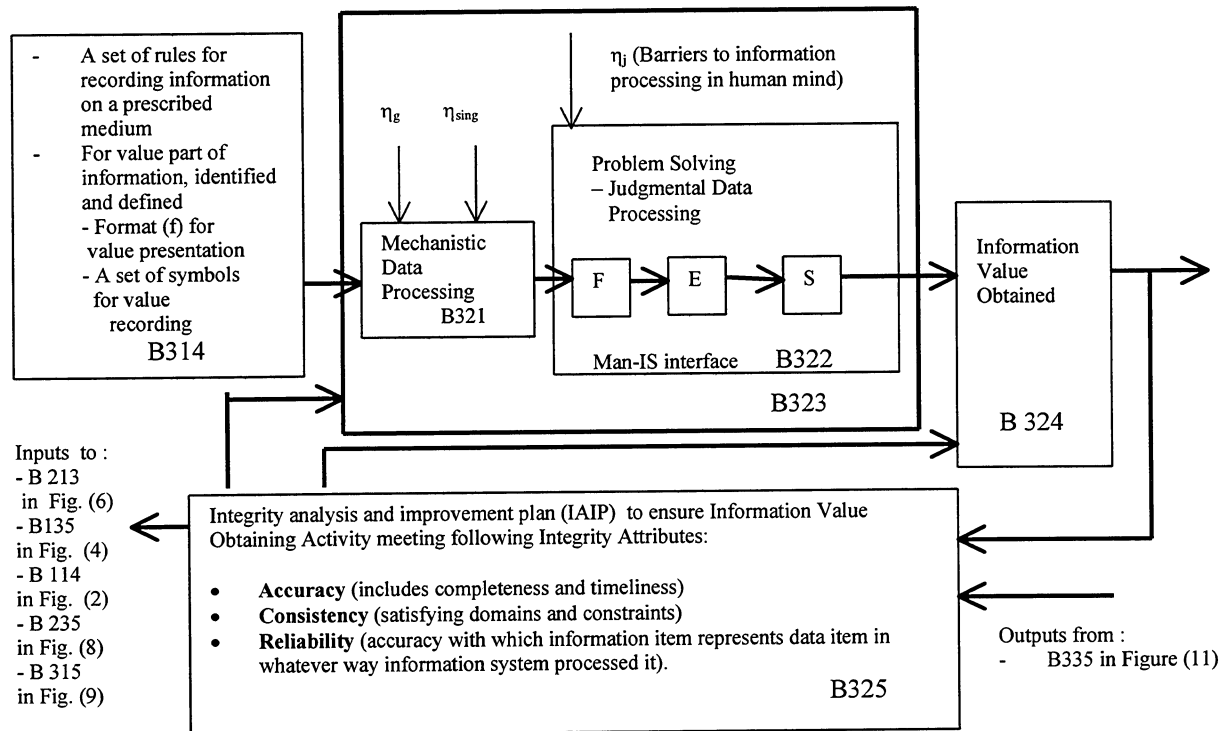 - A set of rules for
recording information
on a prescribed
medium
- For value part of
information, identified
and defined
- Format (f) for
value presentation
- A set of symbols
for value
recording
B314
ηg
ηsing
ηj (Barriers to information
processing in human mind)
Mechanistic
Data
Processing
B321
Problem Solving
– Judgmental Data
Processing
F
E
S
Man-IS interface
B322
B323
Information
Value
Obtained
B 324
Inputs to :
- B 213
in Fig. (6)
- B135
in Fig. (4)
- B 114
in Fig. (2)
- B 235
in Fig. (8)
- B 315
in Fig. (9)
Integrity analysis and improvement plan (IAIP) to ensure Information Value
Obtaining Activity meeting following Integrity Attributes:
• Accuracy (includes completeness and timeliness)
• Consistency (satisfying domains and constraints)
• Reliability (accuracy with which information item represents data item in
whatever way information system processed it).
B325
Outputs from :
- B335 in Figure (11)